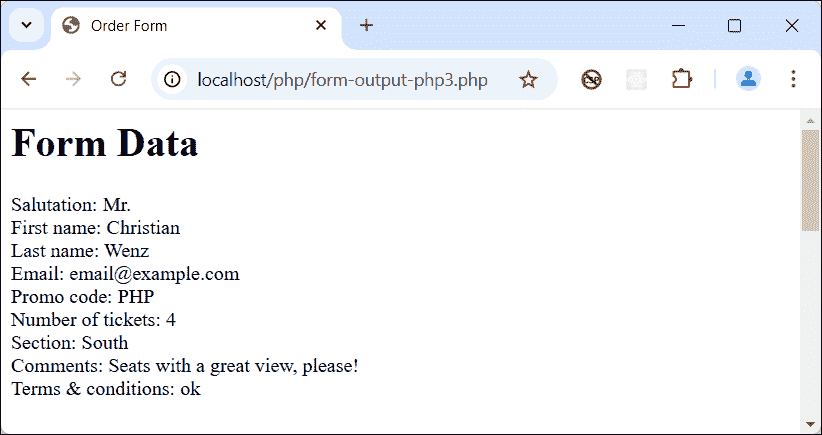 Order Form
localhost/php/form-output-php3.php
Form Data
Salutation: Mr.
First name: Christian
Last name: Wenz
Email: email@example.com
Promo code: PHP
Number of tickets: 4
Section: South
Comments: Seats with a great view, please!
Terms & conditions: ok